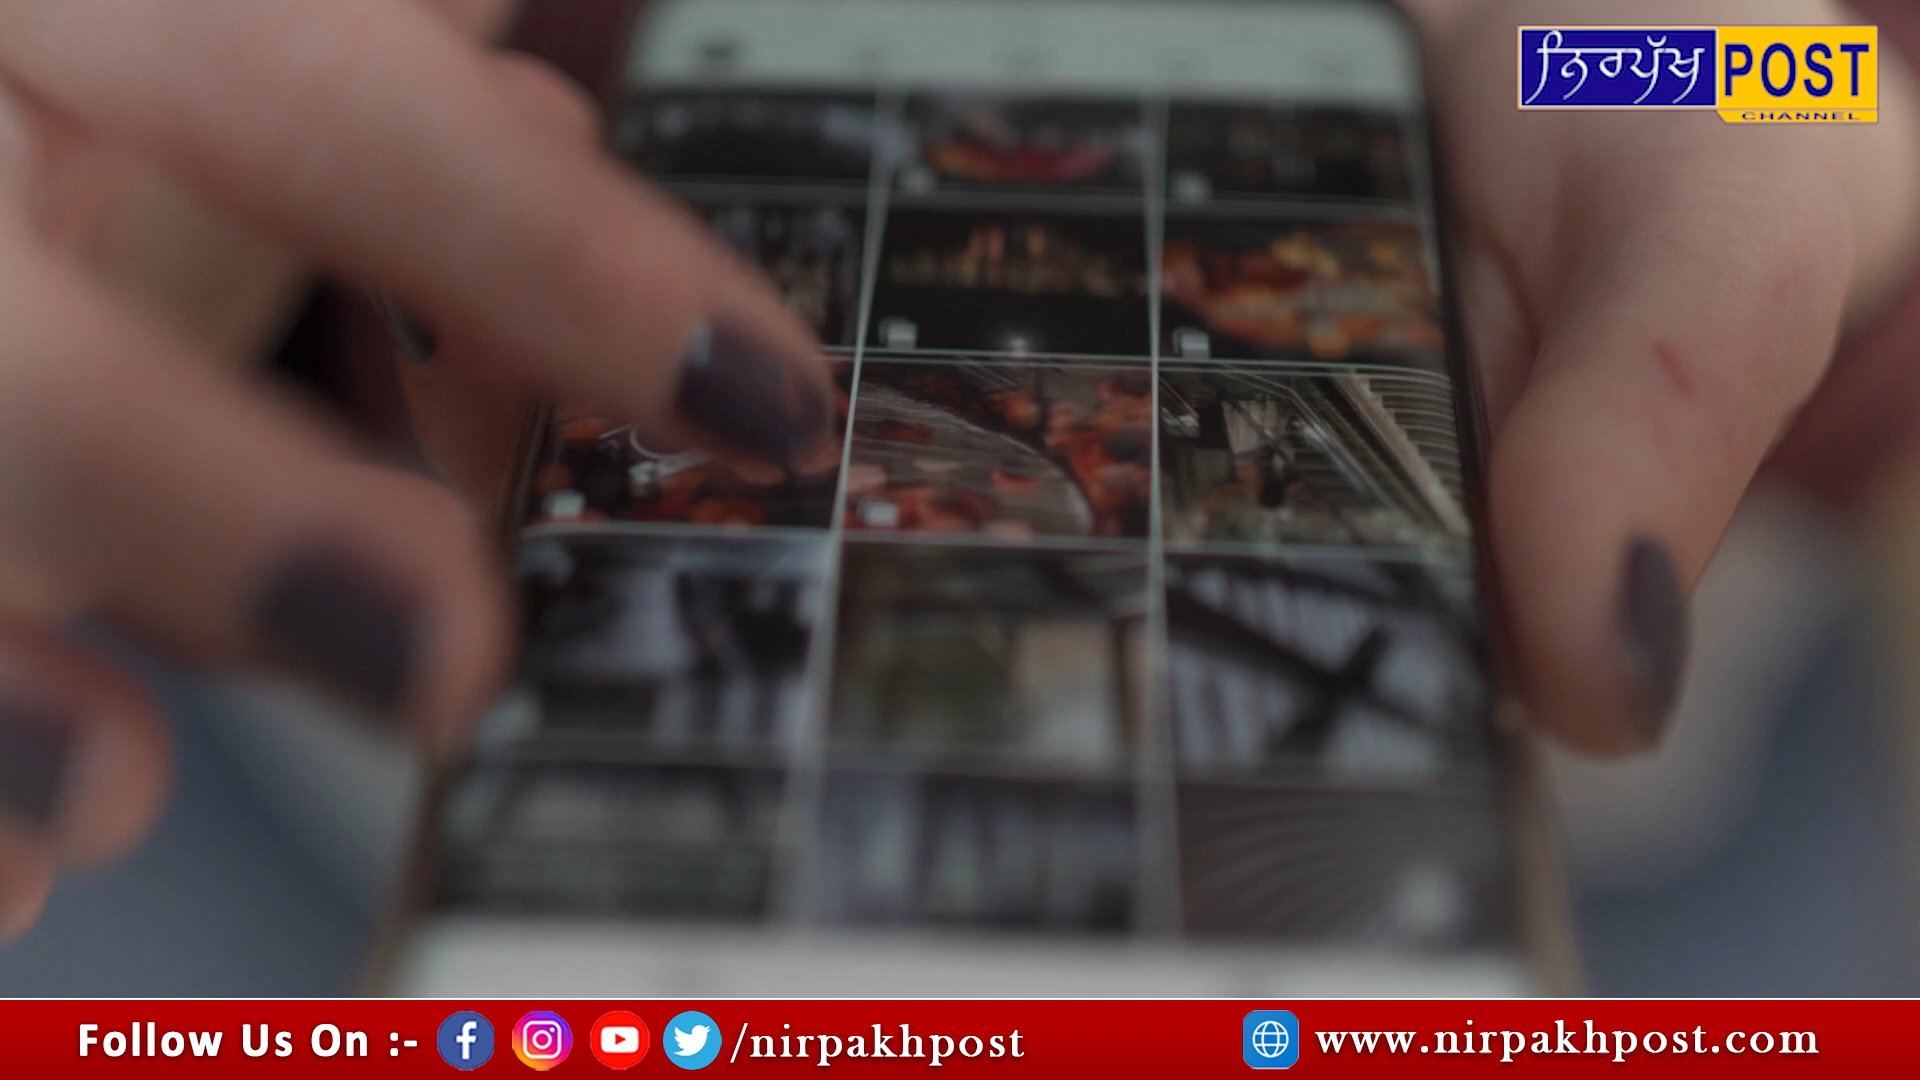 ਨਿਰਪੱਖ POST
CHANNEL
Follow Us On :- /nirpakhpost www.nirpakhpost.com